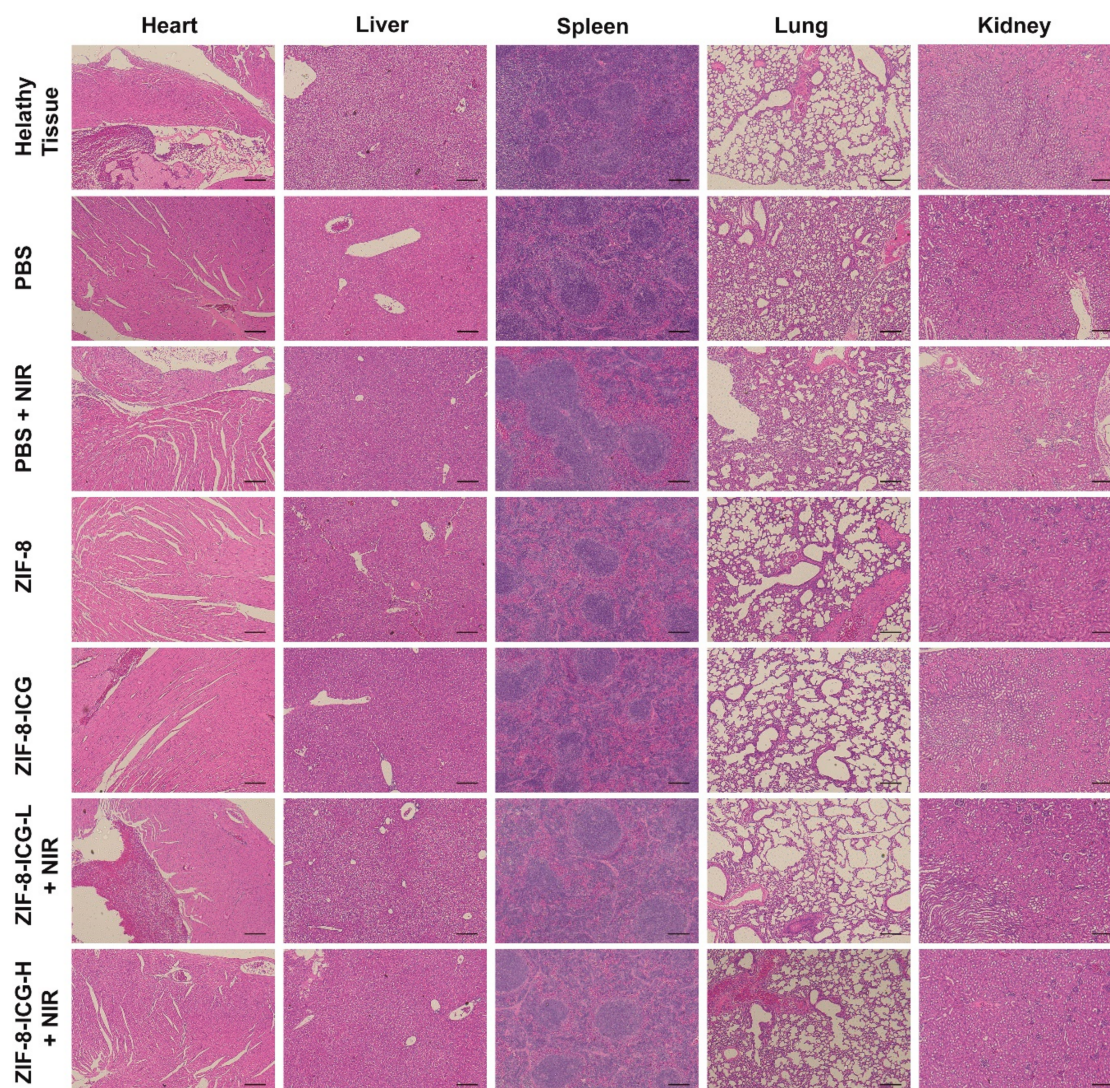 Heart Liver Spleen Lung Kidney
Helathy
Tissue
PBS
PBS + NIR
ZIF-8
ZIF-8-ICG
ZIF-8-ICG-L
+ NIR
ZIF-8-ICG-H
+ NIR